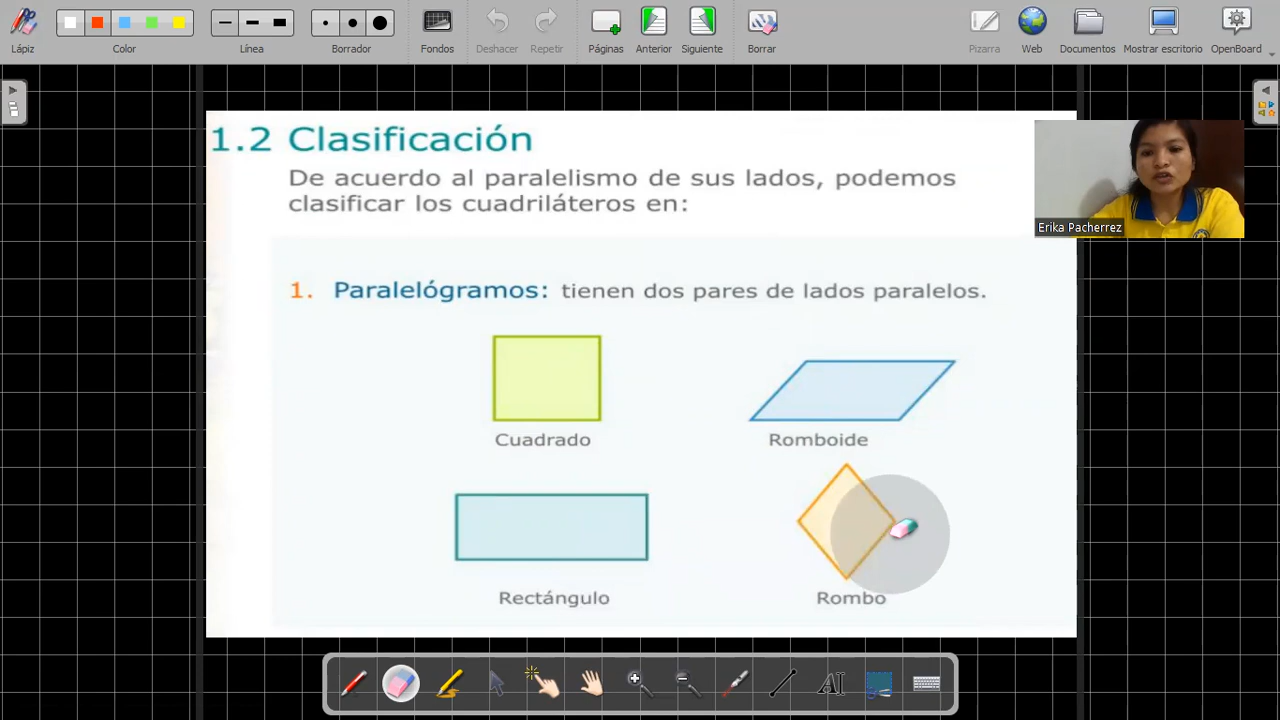 Lápiz
Color
Línea
Borrador
Fondos
Deshacer
Repetir
Páginas
Anterior
Siguiente
Borrar
Pizarra
Web
Documentos
Mostrar escritorio
OpenBoard
1.2 Clasificación
De acuerdo al paralelismo de sus lados, podemos
clasificar los cuadriláteros en:
Erika Pacherrez
1. Paralelógramos: tienen dos pares de lados paralelos.
Cuadrado
Romboide
Rectángulo
Rombo
AI